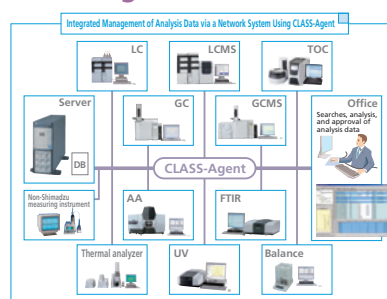 Integrated Management of Analysis Data via a Network System Using CLASS-Agent
LC
LCMS
TOC
Server
DB
GC
GCMS
Office
Searches, analysis,
and approval of
analysis data
CLASS-Agent
Non-Shimadzu
measuring instrument
AA
FTIR
Thermal analyzer
UV
Balance